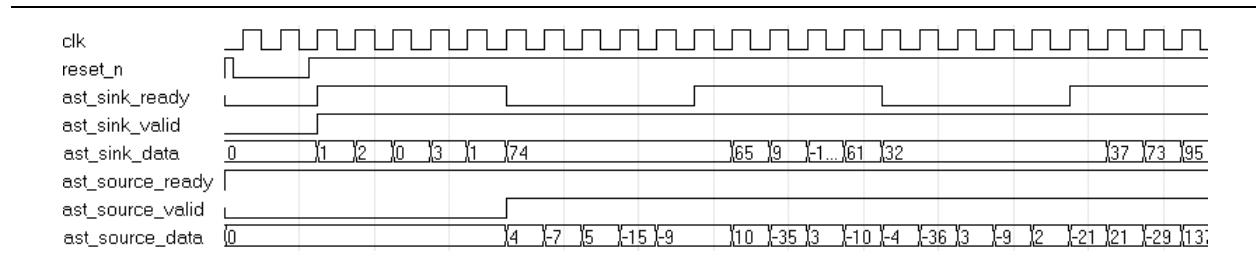 clk
reset_n
ast_sink_ready
ast_sink_valid
ast_sink_data 0 1 2 0 3 1 74 65 9 -1... 61 32 37 73 95
ast_source_ready
ast_source_valid
ast_source_data 0 4 -7 5 -15 -9 10 -35 3 -10 -4 -36 3 -9 2 -21 21 -29 137